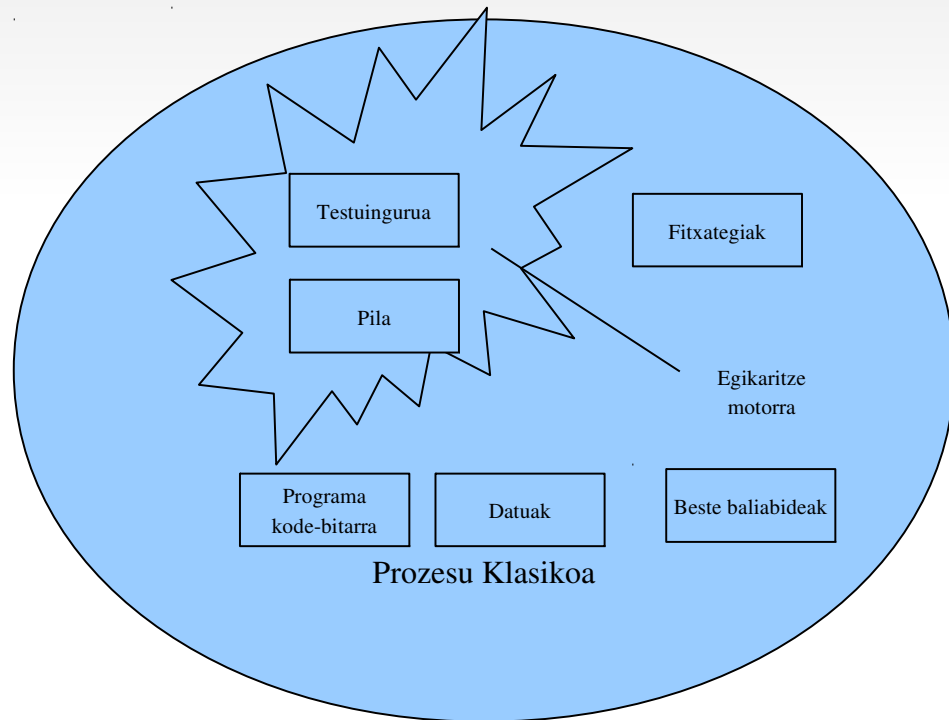 Testuingurua
Fitxategiak
Pila
Egikaritze
motorra
Programa
kode-bitarra
Datuak
Beste baliabideak
Prozesu Klasikoa